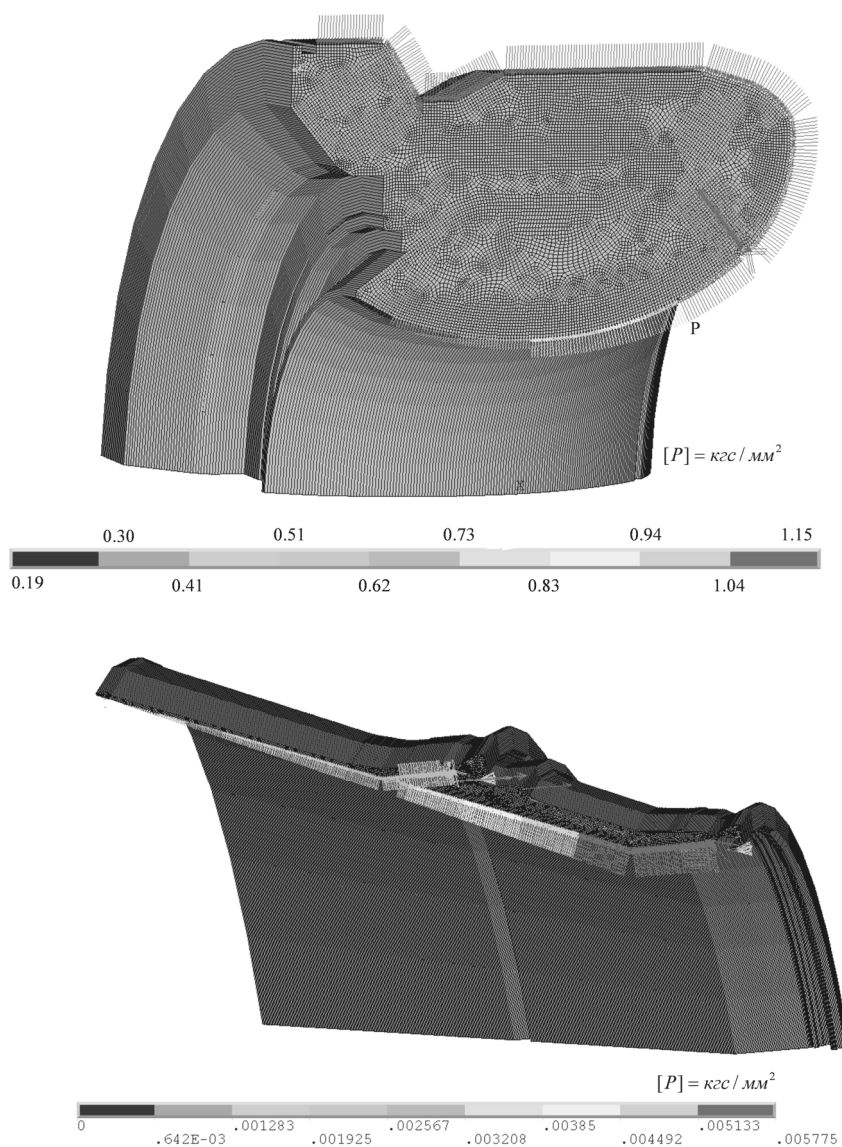 P
[P] = кгс / мм²
X
0.30 0.51 0.73 0.94 1.15
0.19 0.41 0.62 0.83 1.04
[P] = кгс / мм²
0 .001283 .002567 .00385 .005133
.642E-03 .001925 .003208 .004492 .005775